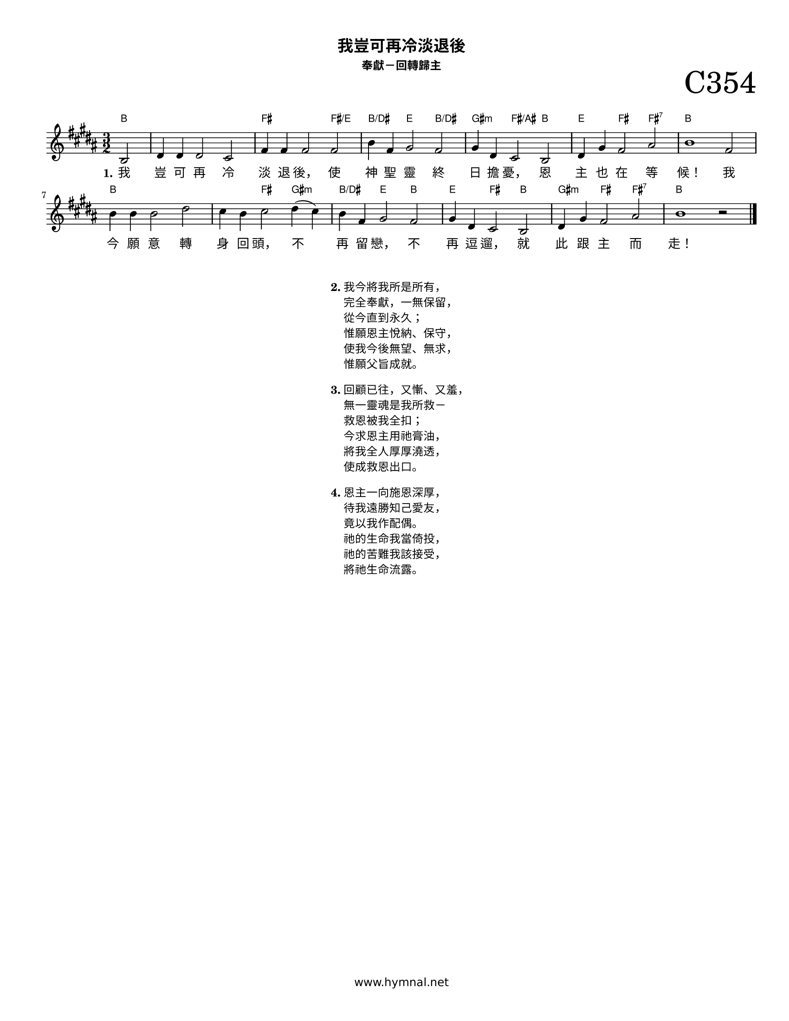 我豈可再冷淡退後
奉獻－回轉歸主
C354
B F♯ F♯/E B/D♯ E B/D♯ G♯m F♯/A♯ B E F♯ F♯7 B
1. 我 豈 可 再 冷 淡 退 後， 使 神 聖 靈 終 日 擔 憂， 恩 主 也 在 等 候！ 我
7 B F♯ G♯m B/D♯ E B E F♯ B G♯m F♯ F♯7 B
今 願 意 轉 身 回 頭， 不 再 留 戀， 不 再 逗 遛， 就 此 跟 主 而 走！
2. 我今將我所是所有，
完全奉獻，一無保留，
從今直到永久；
惟願恩主悅納、保守，
使我今後無望、無求，
惟願父旨成就。
3. 回顧已往，又慚、又羞，
無一靈魂是我所救－
救恩被我全扣；
今求恩主用祂膏油，
將我全人厚厚澆透，
使成救恩出口。
4. 恩主一向施恩深厚，
待我遠勝知己愛友，
竟以我作配偶。
祂的生命我當倚投，
祂的苦難我該接受，
將祂生命流露。
www.hymnal.net